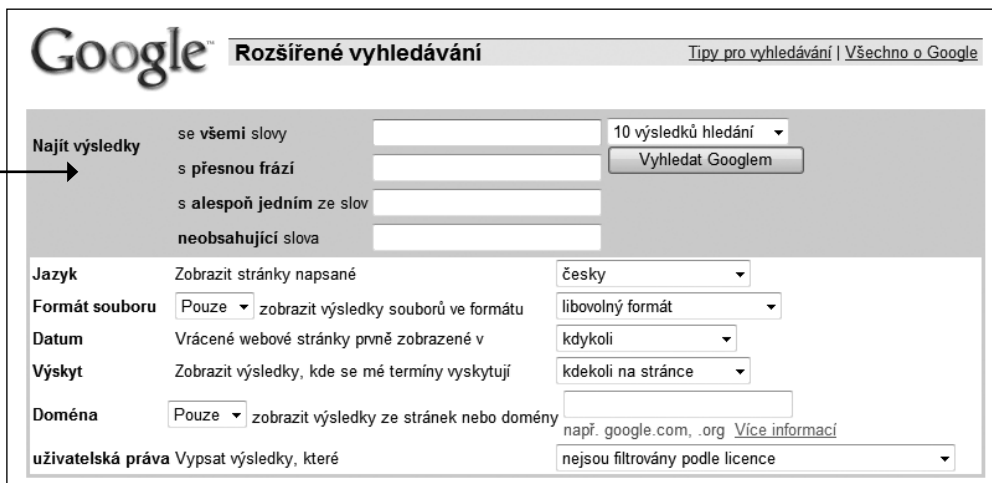 Google™ Rozšířené vyhledávání Tipy pro vyhledávání | Všechno o Google
Najít výsledky
se všemi slovy 10 výsledků hledání
s přesnou frází Vyhledat Googlem
s alespoň jedním ze slov
neobsahující slova
Jazyk Zobrazit stránky napsané česky
Formát souboru Pouze zobrazit výsledky souborů ve formátu libovolný formát
Datum Vrácené webové stránky prvně zobrazené v kdykoli
Výskyt Zobrazit výsledky, kde se mé termíny vyskytují kdekoli na stránce
Doména Pouze zobrazit výsledky ze stránek nebo domény
např. google.com, .org Více informací
uživatelská práva Vypsat výsledky, které nejsou filtrovány podle licence